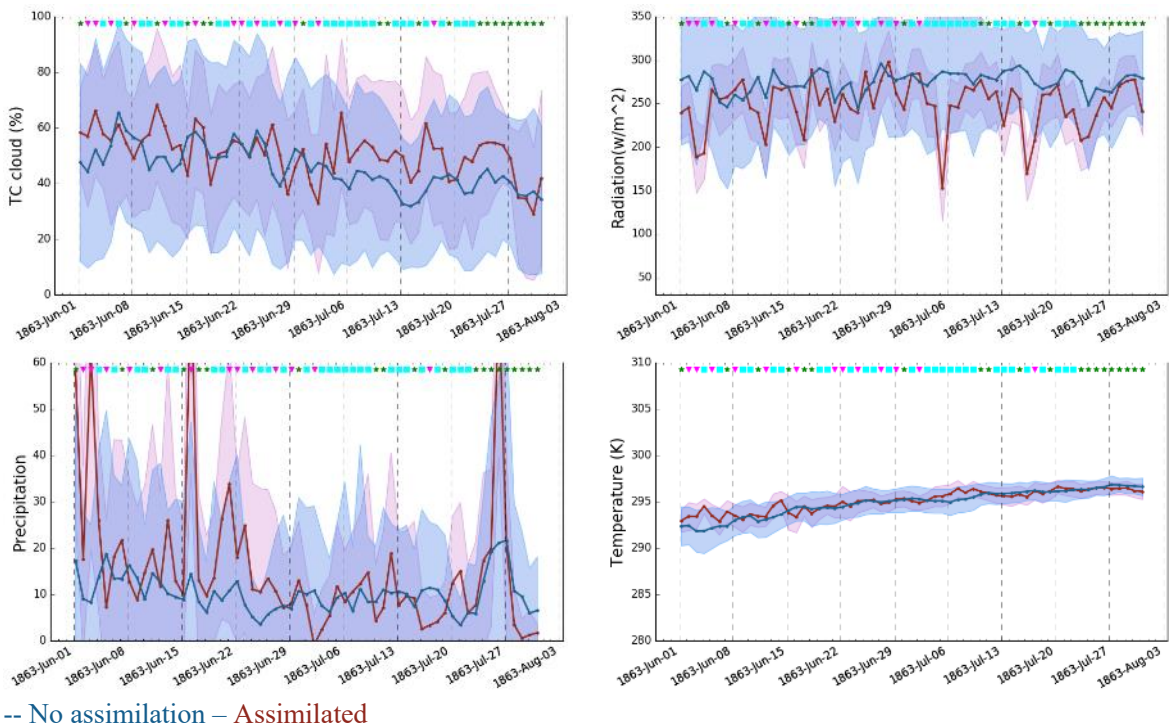 100
80
60
40
20
0
TC cloud (%)
1863-Jun-01
1863-Jun-08
1863-Jun-15
1863-Jun-22
1863-Jun-29
1863-Jul-06
1863-Jul-13
1863-Jul-20
1863-Jul-27
1863-Aug-03
350
300
250
200
150
100
50
Radiation(w/m^2)
1863-Jun-01
1863-Jun-08
1863-Jun-15
1863-Jun-22
1863-Jun-29
1863-Jul-06
1863-Jul-13
1863-Jul-20
1863-Jul-27
1863-Aug-03
60
50
40
30
20
10
0
Precipitation
1863-Jun-01
1863-Jun-08
1863-Jun-15
1863-Jun-22
1863-Jun-29
1863-Jul-06
1863-Jul-13
1863-Jul-20
1863-Jul-27
1863-Aug-03
310
305
300
295
290
285
280
Temperature (K)
1863-Jun-01
1863-Jun-08
1863-Jun-15
1863-Jun-22
1863-Jun-29
1863-Jul-06
1863-Jul-13
1863-Jul-20
1863-Jul-27
1863-Aug-03
-- No assimilation – Assimilated